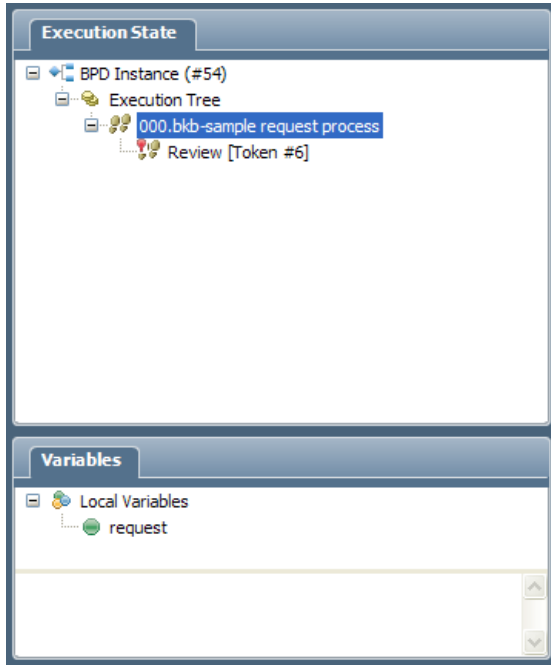 Execution State
BPD Instance (#54)
Execution Tree
000.bkb-sample request process
Review [Token #6]
Variables
Local Variables
request